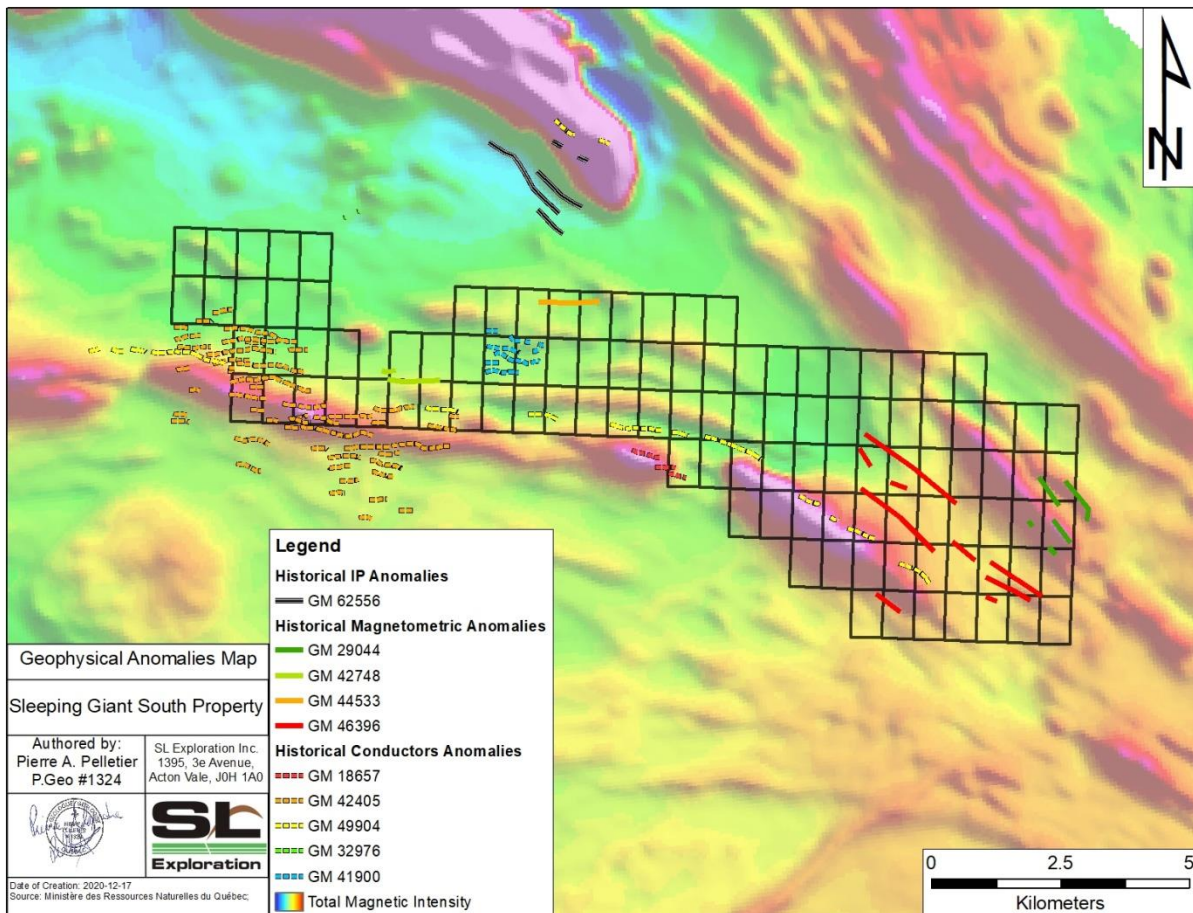 N
Legend
Historical IP Anomalies
GM 62556
Historical Magnetometric Anomalies
GM 29044
GM 42748
GM 44533
GM 46396
Historical Conductors Anomalies
GM 18657
GM 42405
GM 49904
GM 32976
GM 41900
Total Magnetic Intensity
Geophysical Anomalies Map
Sleeping Giant South Property
Authored by:
Pierre A. Pelletier
P.Geo #1324
SL Exploration Inc.
1395, 3e Avenue,
Acton Vale, J0H 1A0
SL
Exploration
Date of Creation: 2020-12-17
Source: Ministère des Ressources Naturelles du Québec;
0 2.5 5
Kilometers